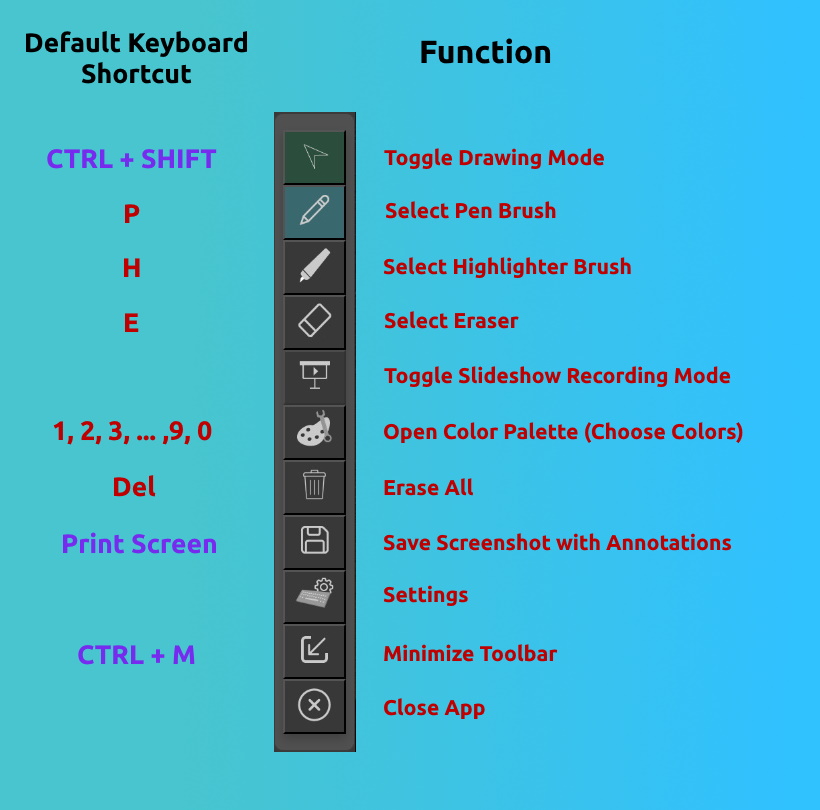 Default Keyboard
Shortcut
Function
CTRL + SHIFT
Toggle Drawing Mode
P
Select Pen Brush
H
Select Highlighter Brush
E
Select Eraser
Toggle Slideshow Recording Mode
1, 2, 3, ... ,9, 0
Open Color Palette (Choose Colors)
Del
Erase All
Print Screen
Save Screenshot with Annotations
Settings
CTRL + M
Minimize Toolbar
Close App